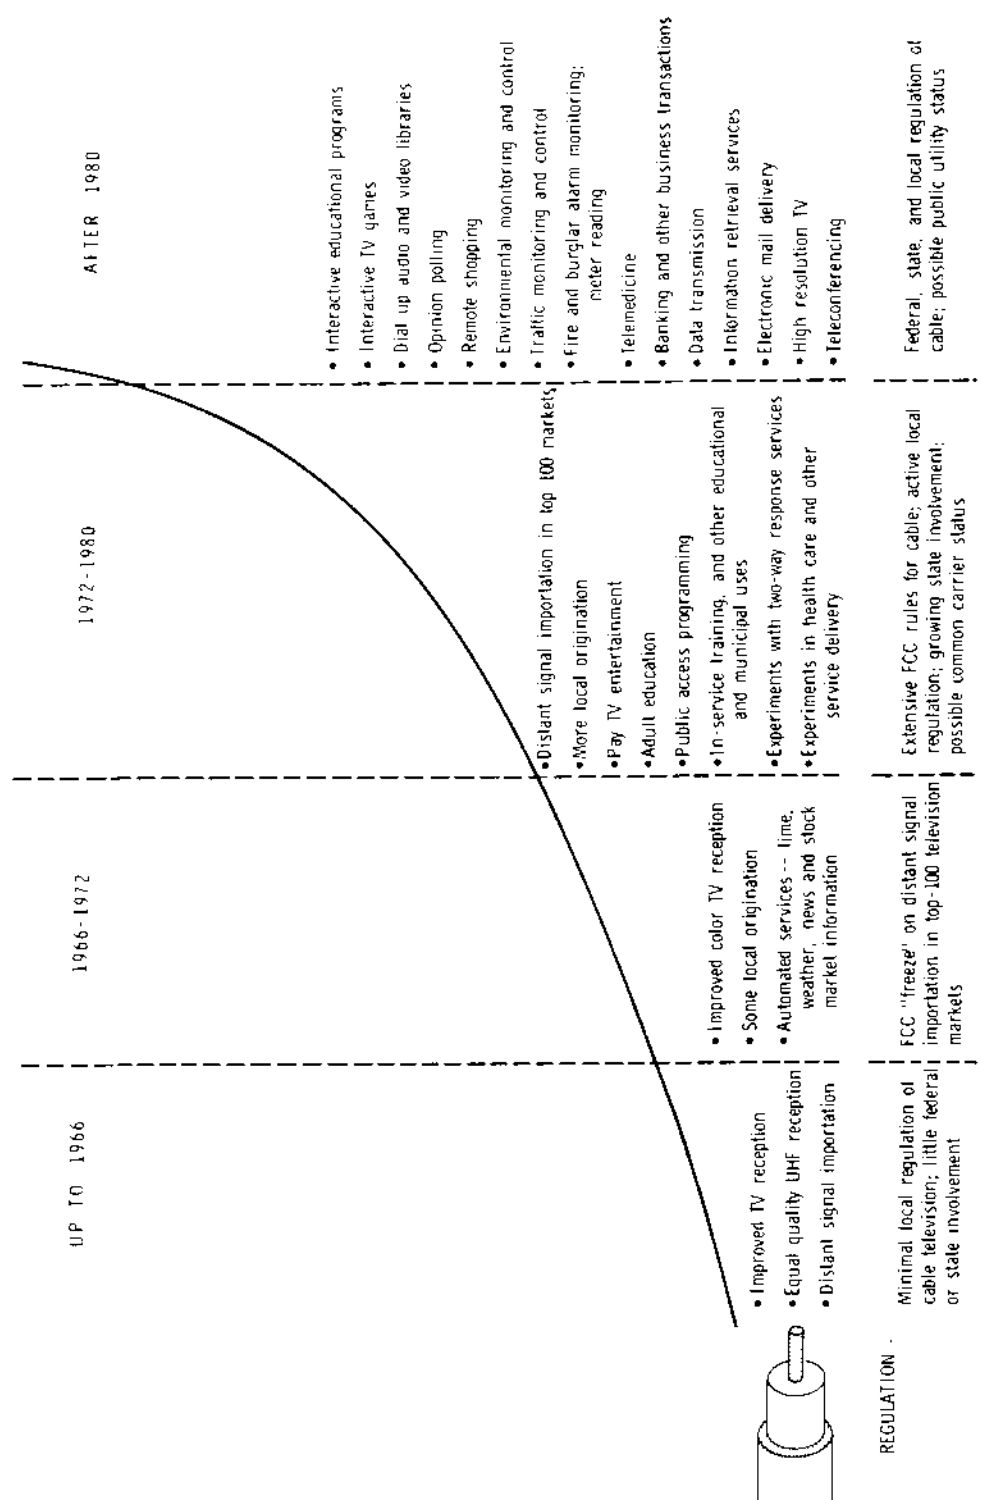 UP TO 1966
1966-1972
1972-1980
AFTER 1980
• Improved TV reception
• Equal quality UHF reception
• Distant signal importation
• Improved color TV reception
• Some local origination
• Automated services -- time,
weather, news and stock
market information
• Distant signal importation in top 100 markets
• More local origination
• Pay TV entertainment
• Adult education
• Public access programming
• In-service training, and other educational
and municipal uses
• Experiments with two-way response services
• Experiments in health care and other
service delivery
• Interactive educational programs
• Interactive TV games
• Dial up audio and video libraries
• Opinion polling
• Remote shopping
• Environmental monitoring and control
• Traffic monitoring and control
• Fire and burglar alarm monitoring;
meter reading
• Telemedicine
• Banking and other business transactions
• Data transmission
• Information retrieval services
• Electronic mail delivery
• High resolution TV
• Teleconferencing
REGULATION -
Minimal local regulation of
cable television; little federal
or state involvement
FCC "freeze" on distant signal
importation in top-100 television
markets
Extensive FCC rules for cable; active local
regulation; growing state involvement;
possible common carrier status
Federal, state, and local regulation of
cable; possible public utility status